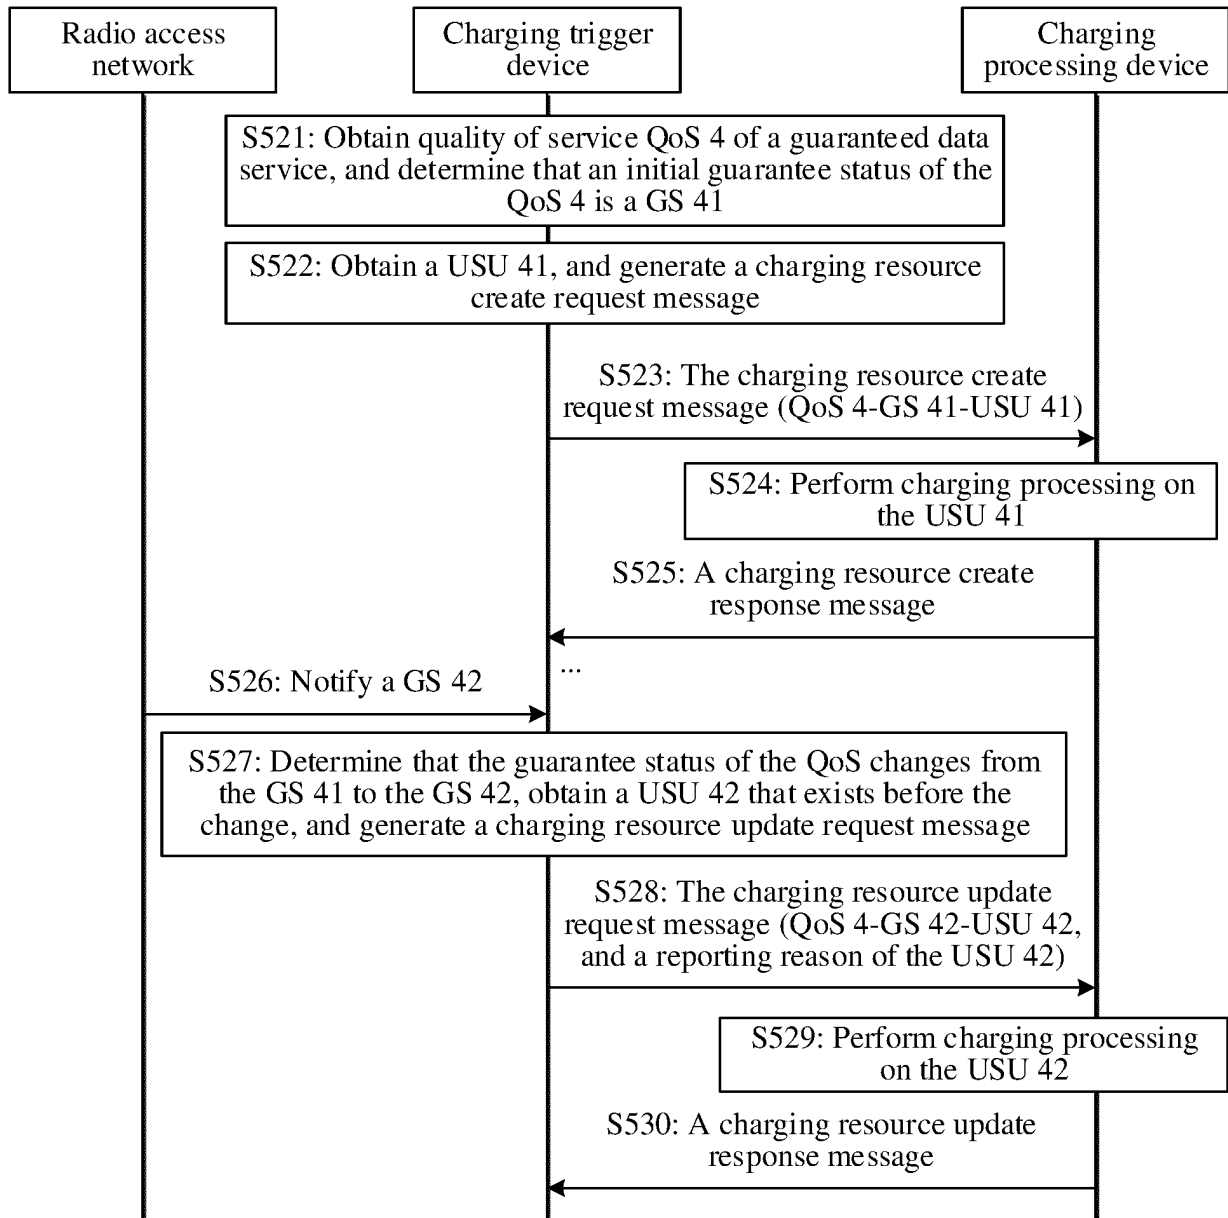 Radio access
network
Charging trigger
device
Charging
processing device
S521: Obtain quality of service QoS 4 of a guaranteed data
service, and determine that an initial guarantee status of the
QoS 4 is a GS 41
S522: Obtain a USU 41, and generate a charging resource
create request message
S523: The charging resource create
request message (QoS 4-GS 41-USU 41)
S524: Perform charging processing on
the USU 41
S525: A charging resource create
response message
...
S526: Notify a GS 42
S527: Determine that the guarantee status of the QoS changes from
the GS 41 to the GS 42, obtain a USU 42 that exists before the
change, and generate a charging resource update request message
S528: The charging resource update
request message (QoS 4-GS 42-USU 42,
and a reporting reason of the USU 42)
S529: Perform charging processing
on the USU 42
S530: A charging resource update
response message